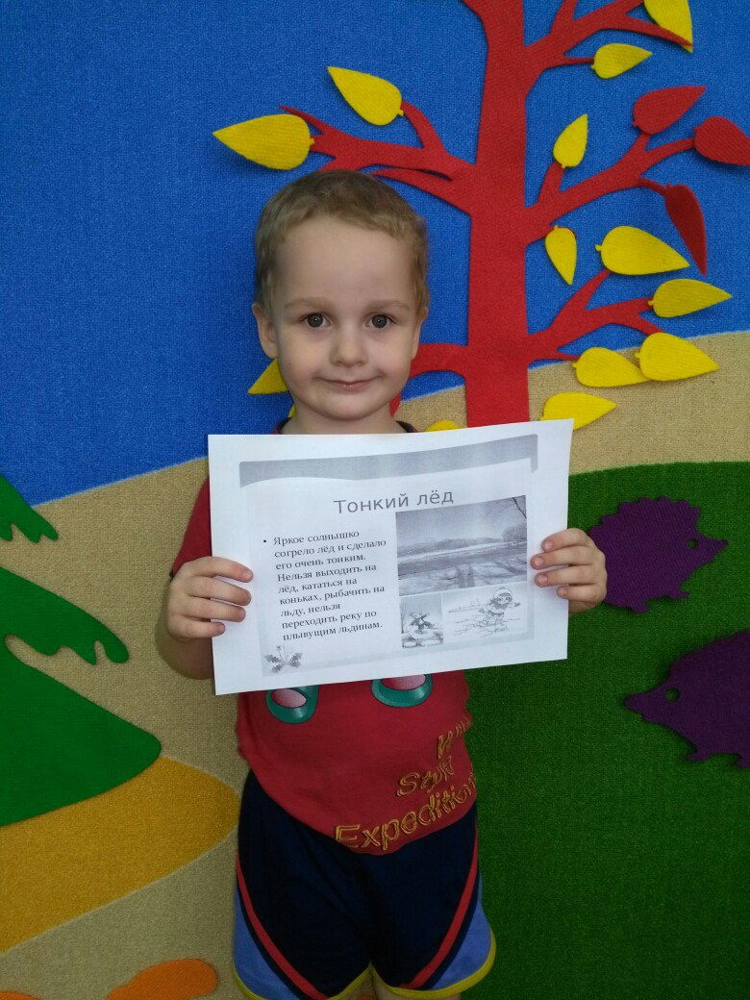 Тонкий лёд
• Яркое солнышко
согрело лёд и сделало
его очень тонким.
Нельзя выходить на
лёд, кататься на
коньках, рыбачить на
льду, нельзя
переходить реку по
плывущим льдинам.
Style
Expedition